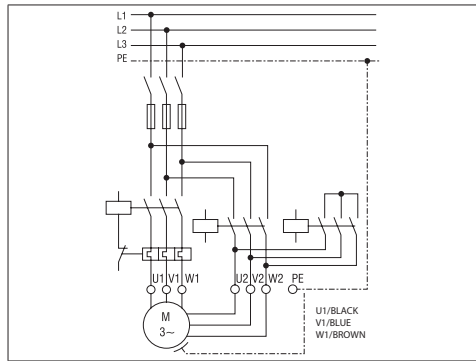 L1
L2
L3
PE
U1 V1 W1 U2 V2 W2 PE
M
3~
U1/BLACK
V1/BLUE
W1/BROWN